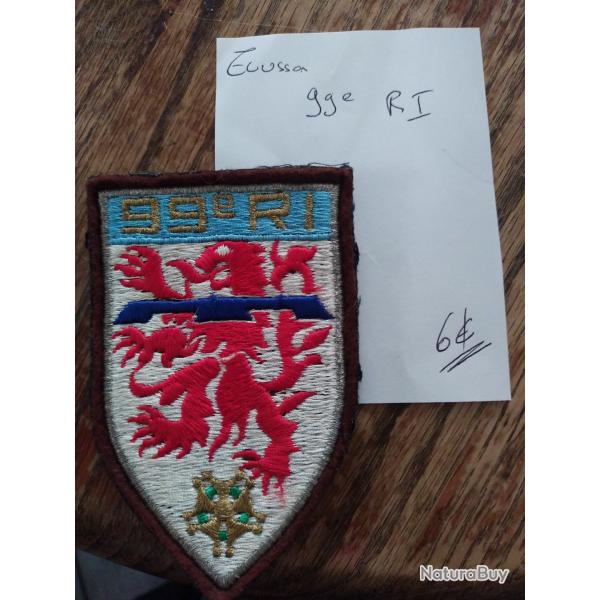 Ecusson
99e RI
99e RI
6€
NaturaBuy